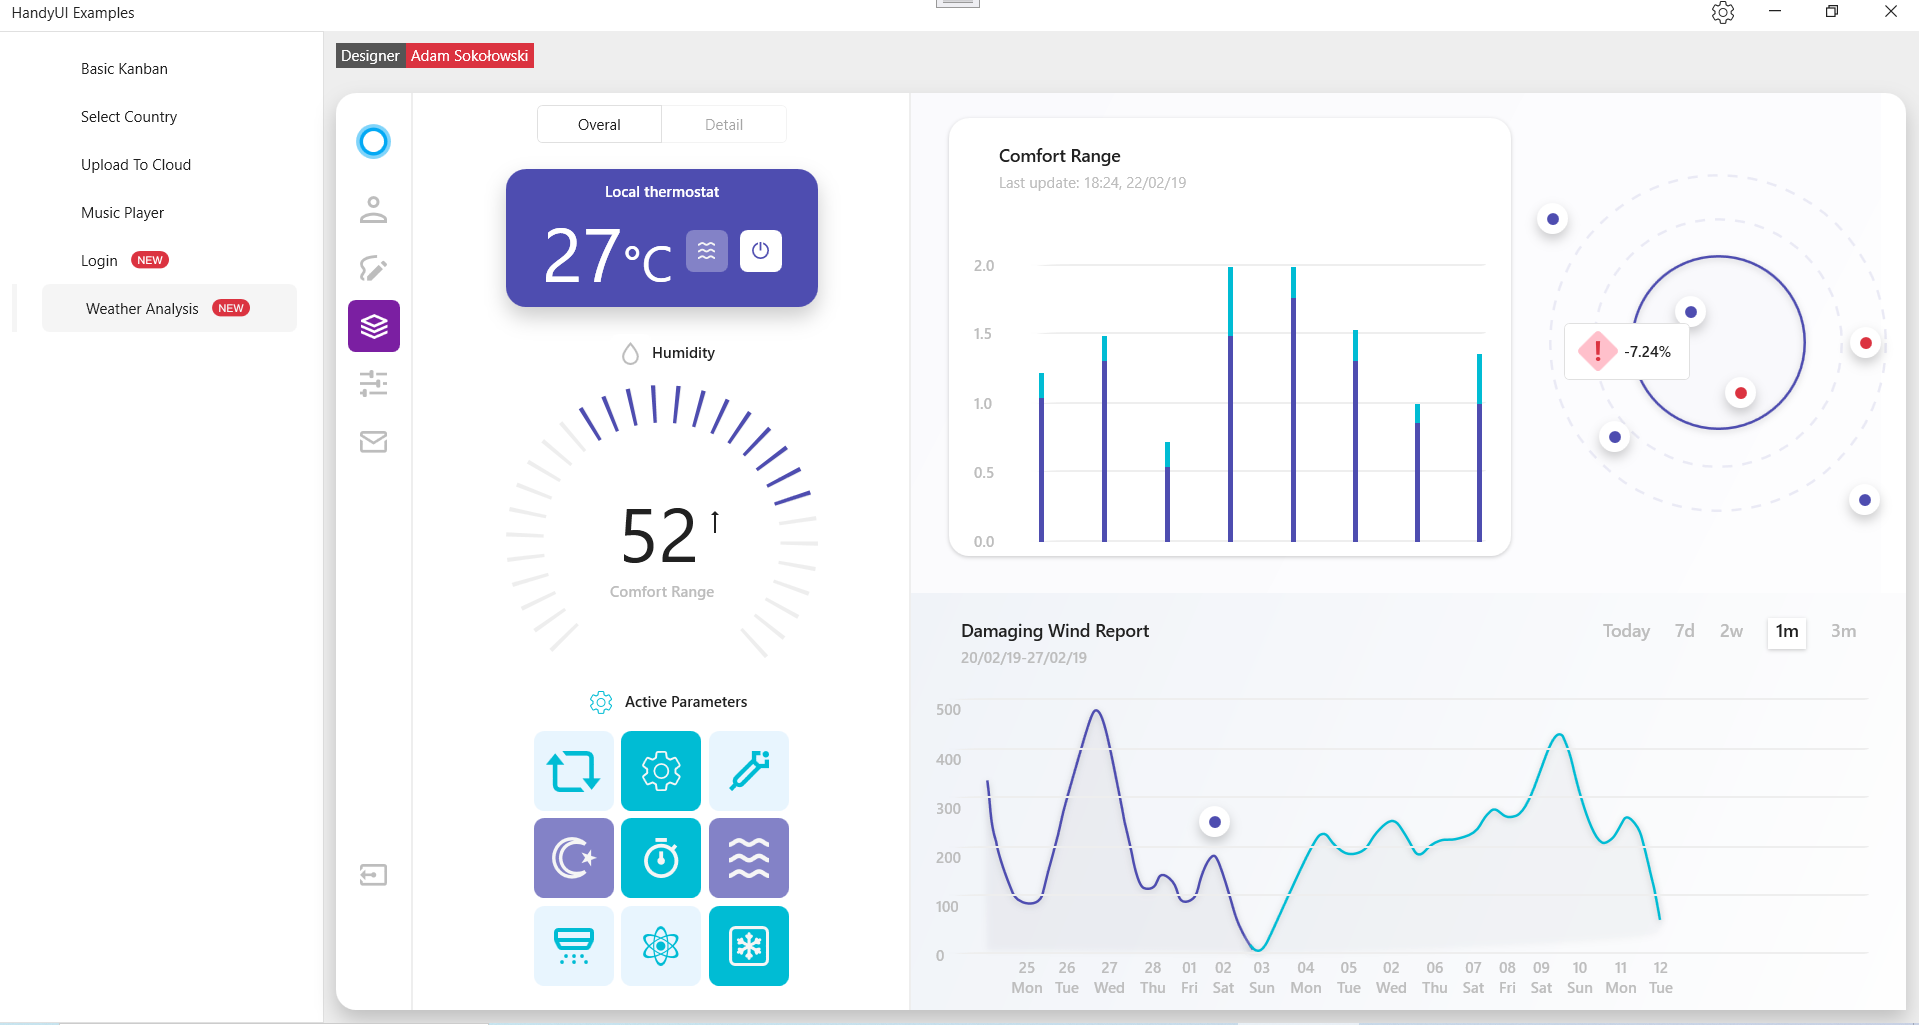 HandyUI Examples
Basic Kanban
Select Country
Upload To Cloud
Music Player
Login NEW
Weather Analysis NEW
Designer Adam Sokołowski
Overal Detail
Local thermostat
27°C
Humidity
52
Comfort Range
Active Parameters
Comfort Range
Last update: 18:24, 22/02/19
2.0
1.5
1.0
0.5
0.0
-7.24%
Damaging Wind Report
20/02/19-27/02/19
Today 7d 2w 1m 3m
500
400
300
200
100
0
25 26 27 28 01 02 03 04 05 02 06 07 08 09 10 11 12
Mon Tue Wed Thu Fri Sat Sun Mon Tue Wed Thu Sat Fri Sat Sun Mon Tue